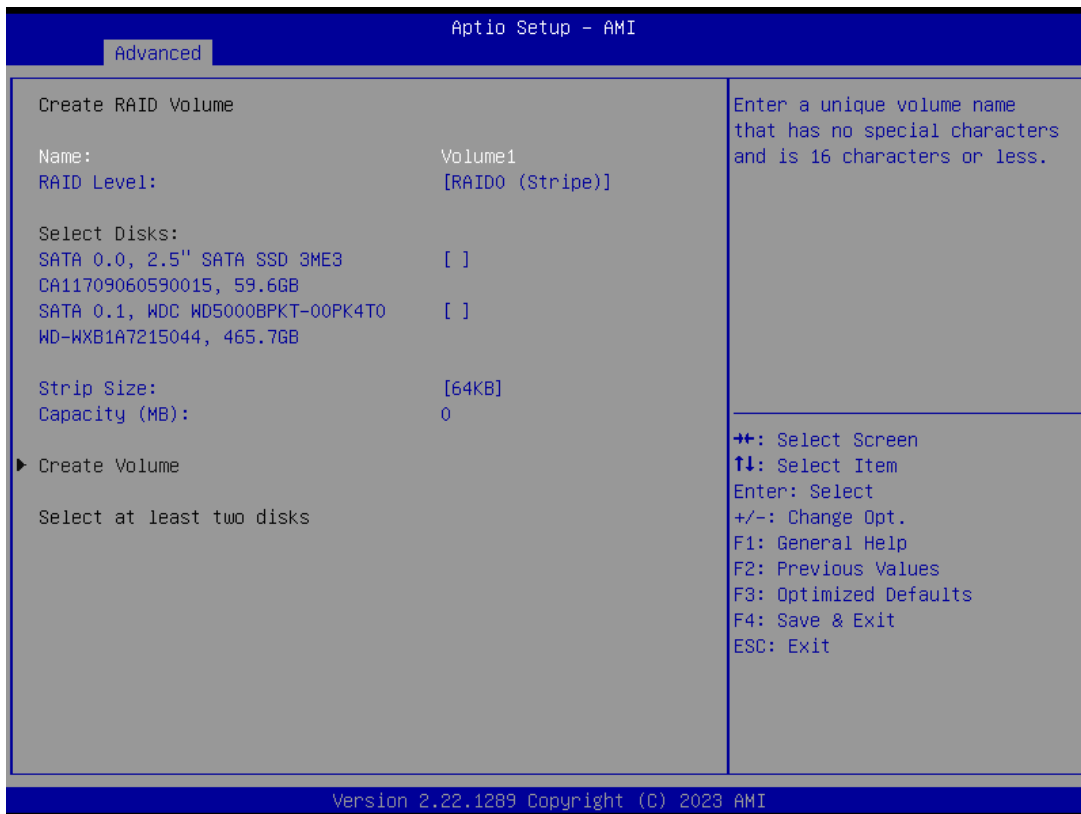 Aptio Setup – AMI
Advanced
Create RAID Volume
Name: Volume1
RAID Level: [RAID0 (Stripe)]
Select Disks:
SATA 0.0, 2.5" SATA SSD 3ME3 [ ]
CA11709060590015, 59.6GB
SATA 0.1, WDC WD5000BPKT-00PK4T0 [ ]
WD-WXB1A7215044, 465.7GB
Strip Size: [64KB]
Capacity (MB): 0
Create Volume
Select at least two disks
Enter a unique volume name
that has no special characters
and is 16 characters or less.
→←: Select Screen
↑↓: Select Item
Enter: Select
+/-: Change Opt.
F1: General Help
F2: Previous Values
F3: Optimized Defaults
F4: Save & Exit
ESC: Exit
Version 2.22.1289 Copyright (C) 2023 AMI